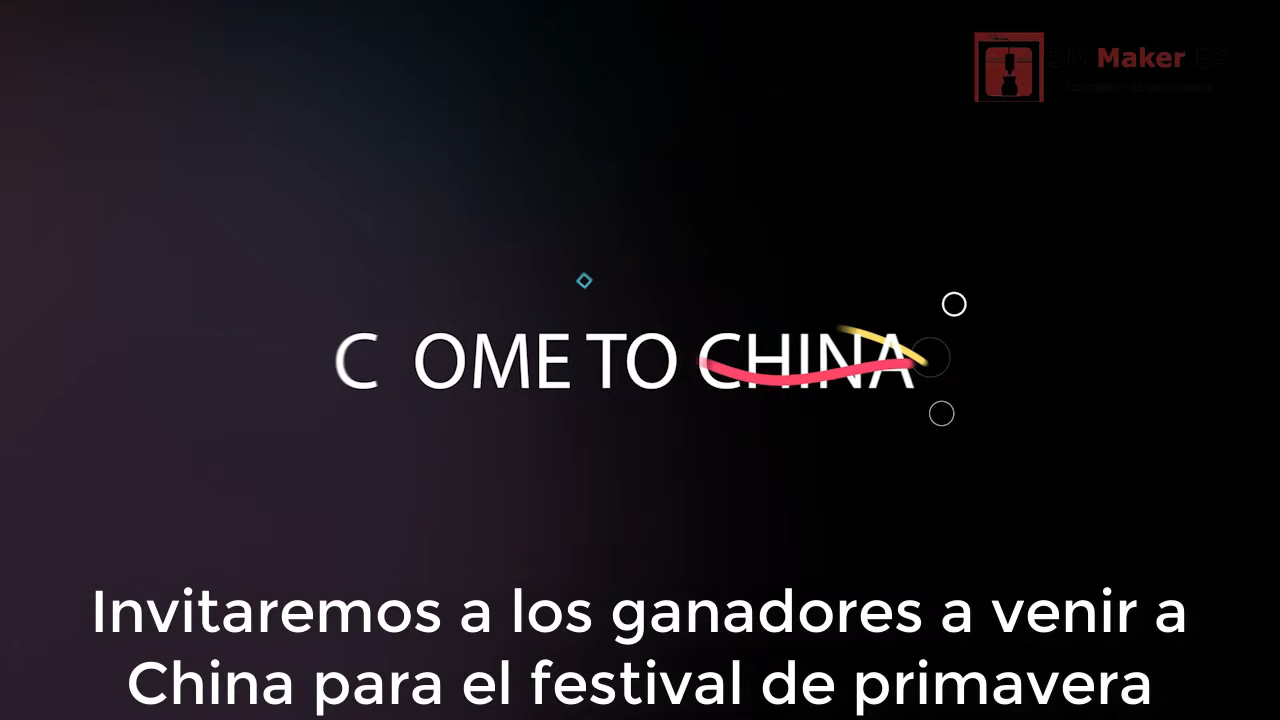 Maker
C OME TO CHINA
Invitaremos a los ganadores a venir a
China para el festival de primavera